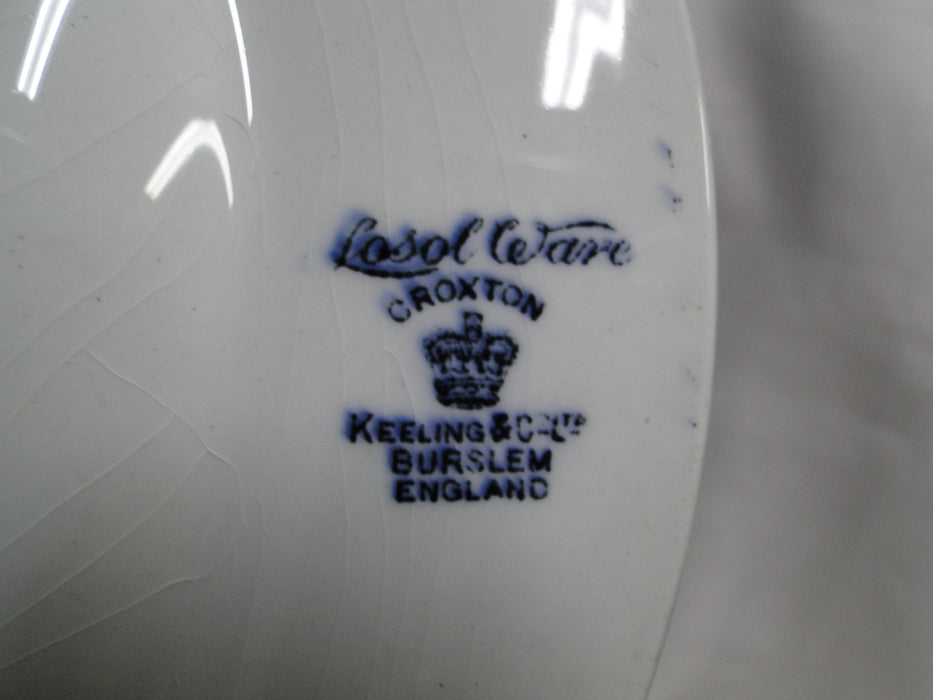 Losol Ware
CROXTON
KEELING & Co LTD
BURSLEM
ENGLAND